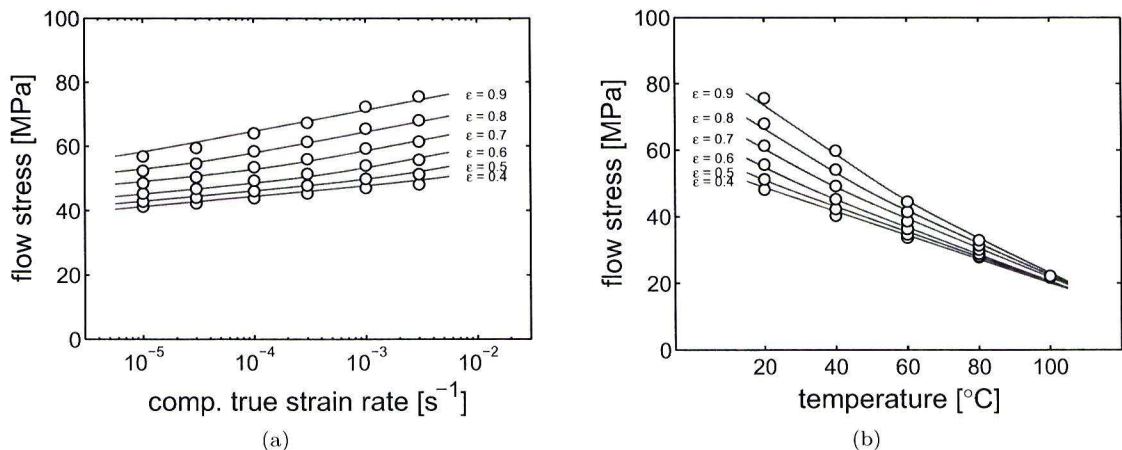 100
80
60
40
20
0
flow stress [MPa]
ε = 0.9
ε = 0.8
ε = 0.7
ε = 0.6
ε = 0.5
ε = 0.4
10⁻⁵
10⁻⁴
10⁻³
10⁻²
comp. true strain rate [s⁻¹]
(a)
100
80
60
40
20
0
flow stress [MPa]
ε = 0.9
ε = 0.8
ε = 0.7
ε = 0.6
ε = 0.5
ε = 0.4
20
40
60
80
100
temperature [°C]
(b)